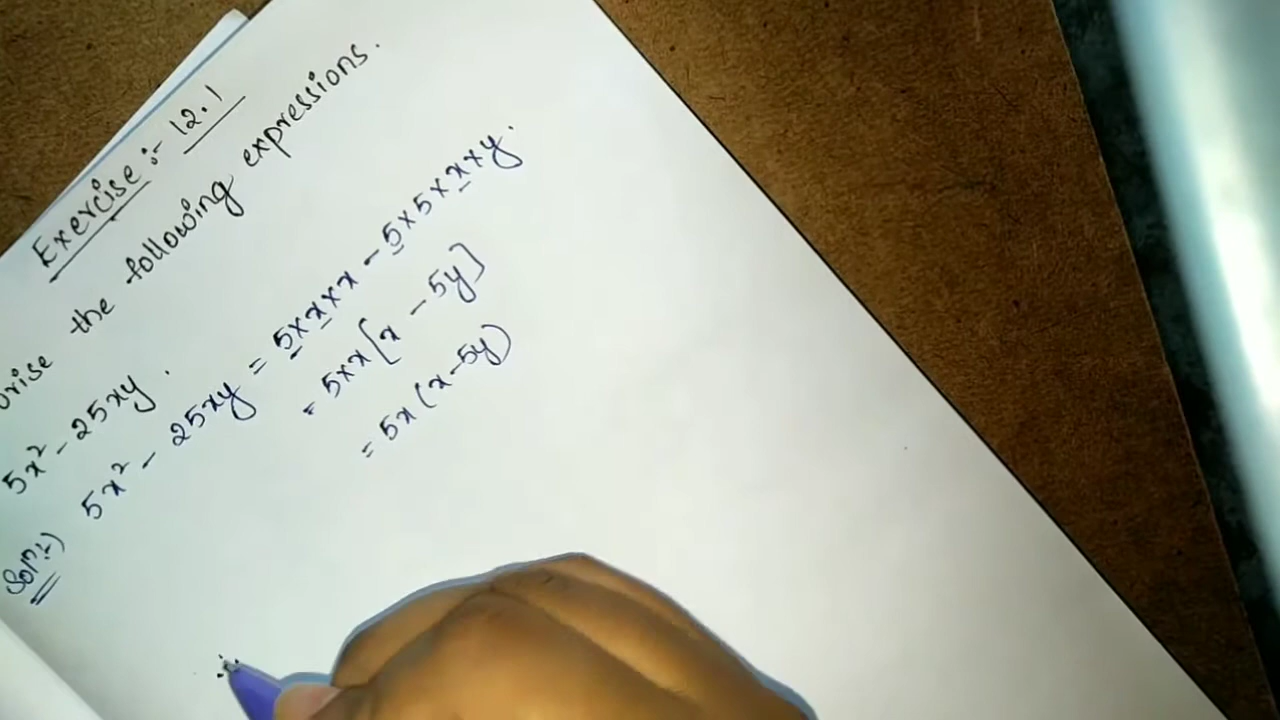 Exercise :- 12.1
orise the following expressions.
5x² - 25xy.
Soln:-) 5x² - 25xy = 5×x×x - 5×5×x×y.
= 5×x[x - 5y]
= 5x(x-5y)